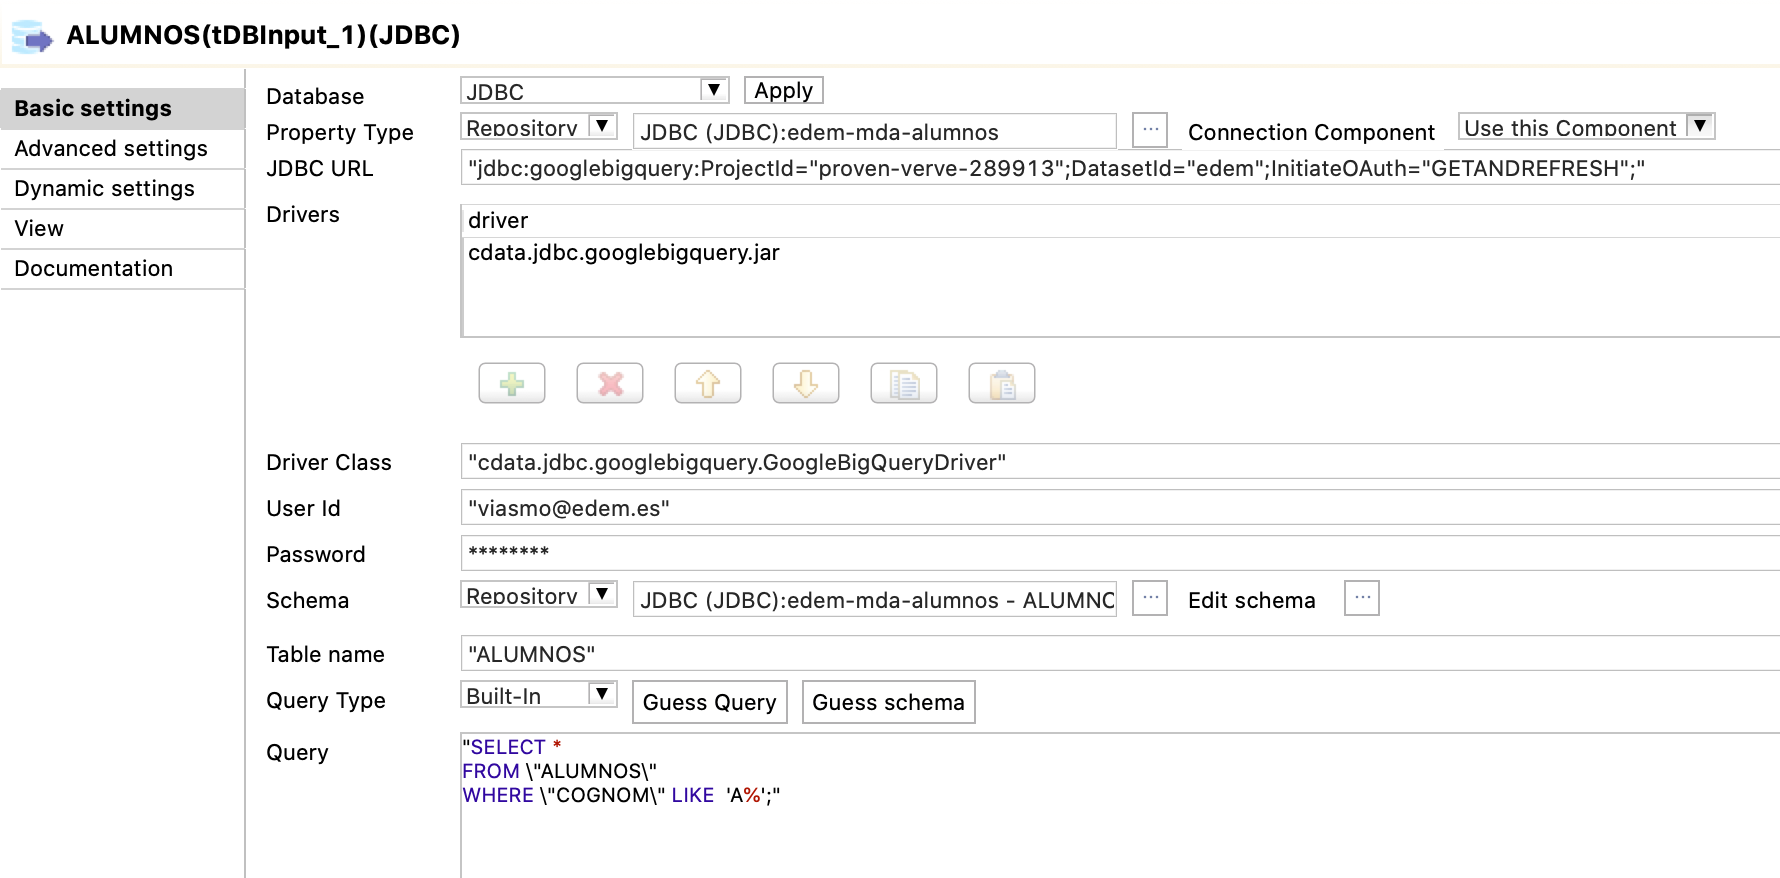 ALUMNOS(tDBInput_1)(JDBC)
Basic settings
Advanced settings
Dynamic settings
View
Documentation
Database JDBC Apply
Property Type Repository JDBC (JDBC):edem-mda-alumnos ... Connection Component Use this Component
JDBC URL "jdbc:googlebigquery:ProjectId="proven-verve-289913";DatasetId="edem";InitiateOAuth="GETANDREFRESH";"
Drivers driver
cdata.jdbc.googlebigquery.jar
Driver Class "cdata.jdbc.googlebigquery.GoogleBigQueryDriver"
User Id "viasmo@edem.es"
Password ********
Schema Repository JDBC (JDBC):edem-mda-alumnos - ALUMNO ... Edit schema ...
Table name "ALUMNOS"
Query Type Built-In Guess Query Guess schema
Query "SELECT *
FROM \"ALUMNOS\"
WHERE \"COGNOM\" LIKE  'A%';"